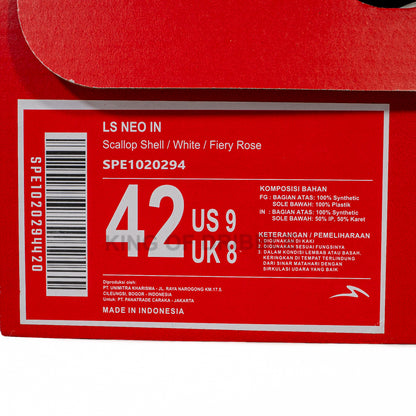 LS NEO IN
Scallop Shell / White / Fiery Rose
SPE1020294
SPE1020294420
42
US 9
UK 8
KING OF
KOMPOSISI BAHAN
FG : BAGIAN ATAS: 100% Synthetic
SOLE BAWAH: 100% Plastik
IN : BAGIAN ATAS: 100% Synthetic
SOLE BAWAH: 50% IP, 50% Karet
KETERANGAN / PEMELIHARAAN
1. DIGUNAKAN DI KAKI
2. DIGUNAKAN SESUAI FUNGSINYA
3. DALAM KONDISI LEMBAB ATAU BASAH,
KERINGKAN DI TEMPAT TERLINDUNG
DARI SINAR MATAHARI DENGAN
SIRKULASI UDARA YANG BAIK
Diproduksi oleh:
PT. UNIMITRA KHARISMA - JL. RAYA NAROGONG KM.17.5
CILEUNGSI, BOGOR - INDONESIA
Untuk: PT. PANATRADE CARAKA - JAKARTA
MADE IN INDONESIA